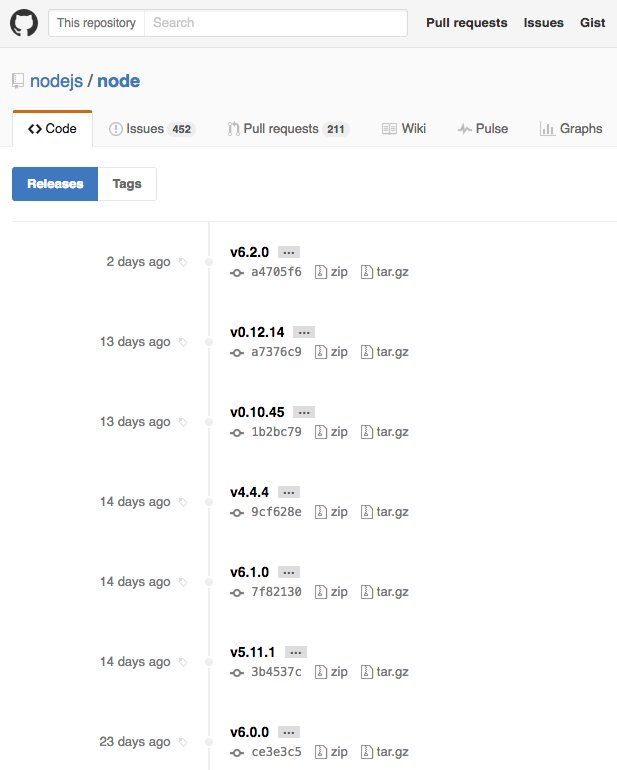 This repository Search Pull requests Issues Gist
nodejs / node
Code Issues 452 Pull requests 211 Wiki Pulse Graphs
Releases Tags
v6.2.0 ...
2 days ago
a4705f6 zip tar.gz
v0.12.14 ...
13 days ago
a7376c9 zip tar.gz
v0.10.45 ...
13 days ago
1b2bc79 zip tar.gz
v4.4.4 ...
14 days ago
9cf628e zip tar.gz
v6.1.0 ...
14 days ago
7f82130 zip tar.gz
v5.11.1 ...
14 days ago
3b4537c zip tar.gz
v6.0.0 ...
23 days ago
ce3e3c5 zip tar.gz